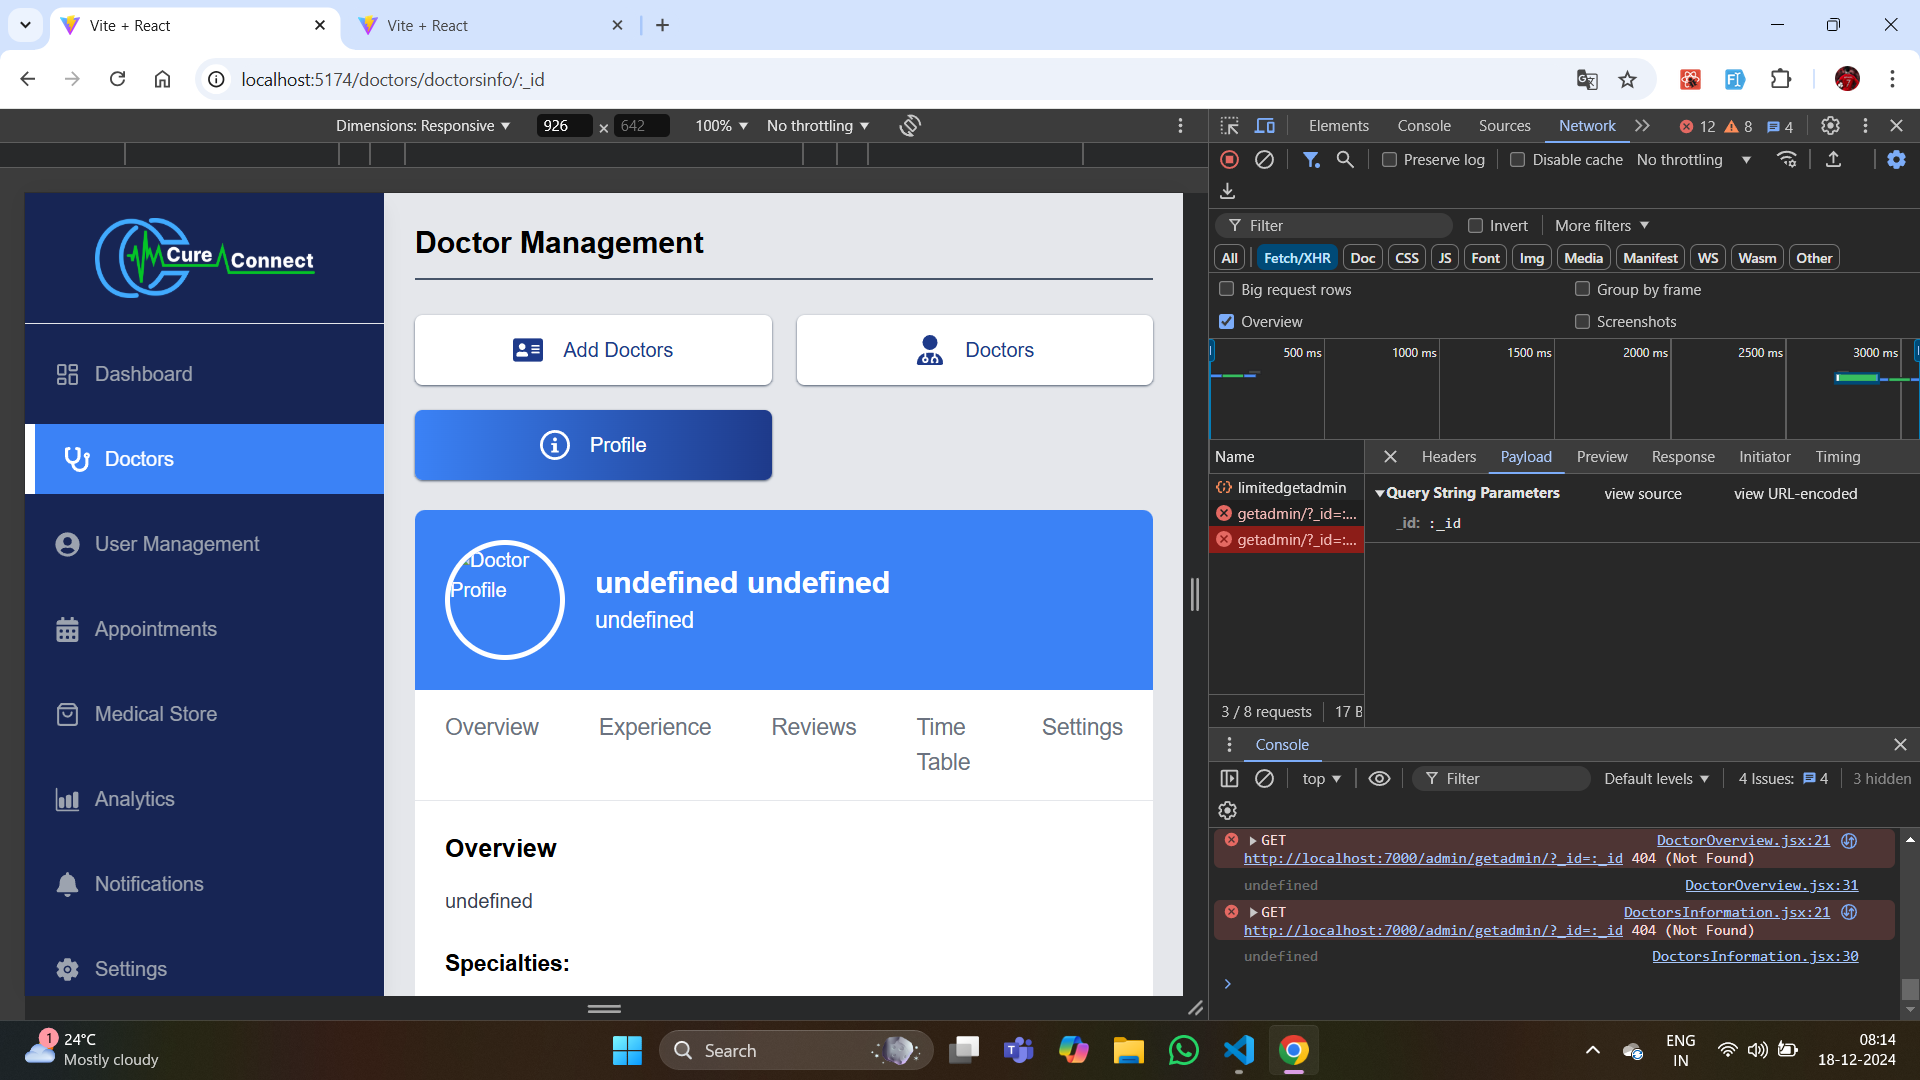 Vite + React
Vite + React
localhost:5174/doctors/doctorsinfo/:_id
Dimensions: Responsive
926 × 642
100%
No throttling
Cure Connect
Dashboard
Doctors
User Management
Appointments
Medical Store
Analytics
Notifications
Settings
Doctor Management
Add Doctors
Doctors
Profile
Doctor
Profile
undefined undefined
undefined
Overview
Experience
Reviews
Time
Table
Settings
Overview
undefined
Specialties:
Elements
Console
Sources
Network
12
8
4
Preserve log
Disable cache
No throttling
Filter
Invert
More filters
All
Fetch/XHR
Doc
CSS
JS
Font
Img
Media
Manifest
WS
Wasm
Other
Big request rows
Group by frame
Overview
Screenshots
500 ms
1000 ms
1500 ms
2000 ms
2500 ms
3000 ms
Name
Headers
Payload
Preview
Response
Initiator
Timing
limitedgetadmin
getadmin/?_id=:...
getadmin/?_id=:...
Query String Parameters
view source
view URL-encoded
_id: :_id
3 / 8 requests
17 B
Console
top
Filter
Default levels
4 Issues:
4
3 hidden
GET
DoctorOverview.jsx:21
http://localhost:7000/admin/getadmin/?_id=:_id 404 (Not Found)
undefined
DoctorOverview.jsx:31
GET
DoctorsInformation.jsx:21
http://localhost:7000/admin/getadmin/?_id=:_id 404 (Not Found)
undefined
DoctorsInformation.jsx:30
1
24°C
Mostly cloudy
Search
ENG
IN
08:14
18-12-2024